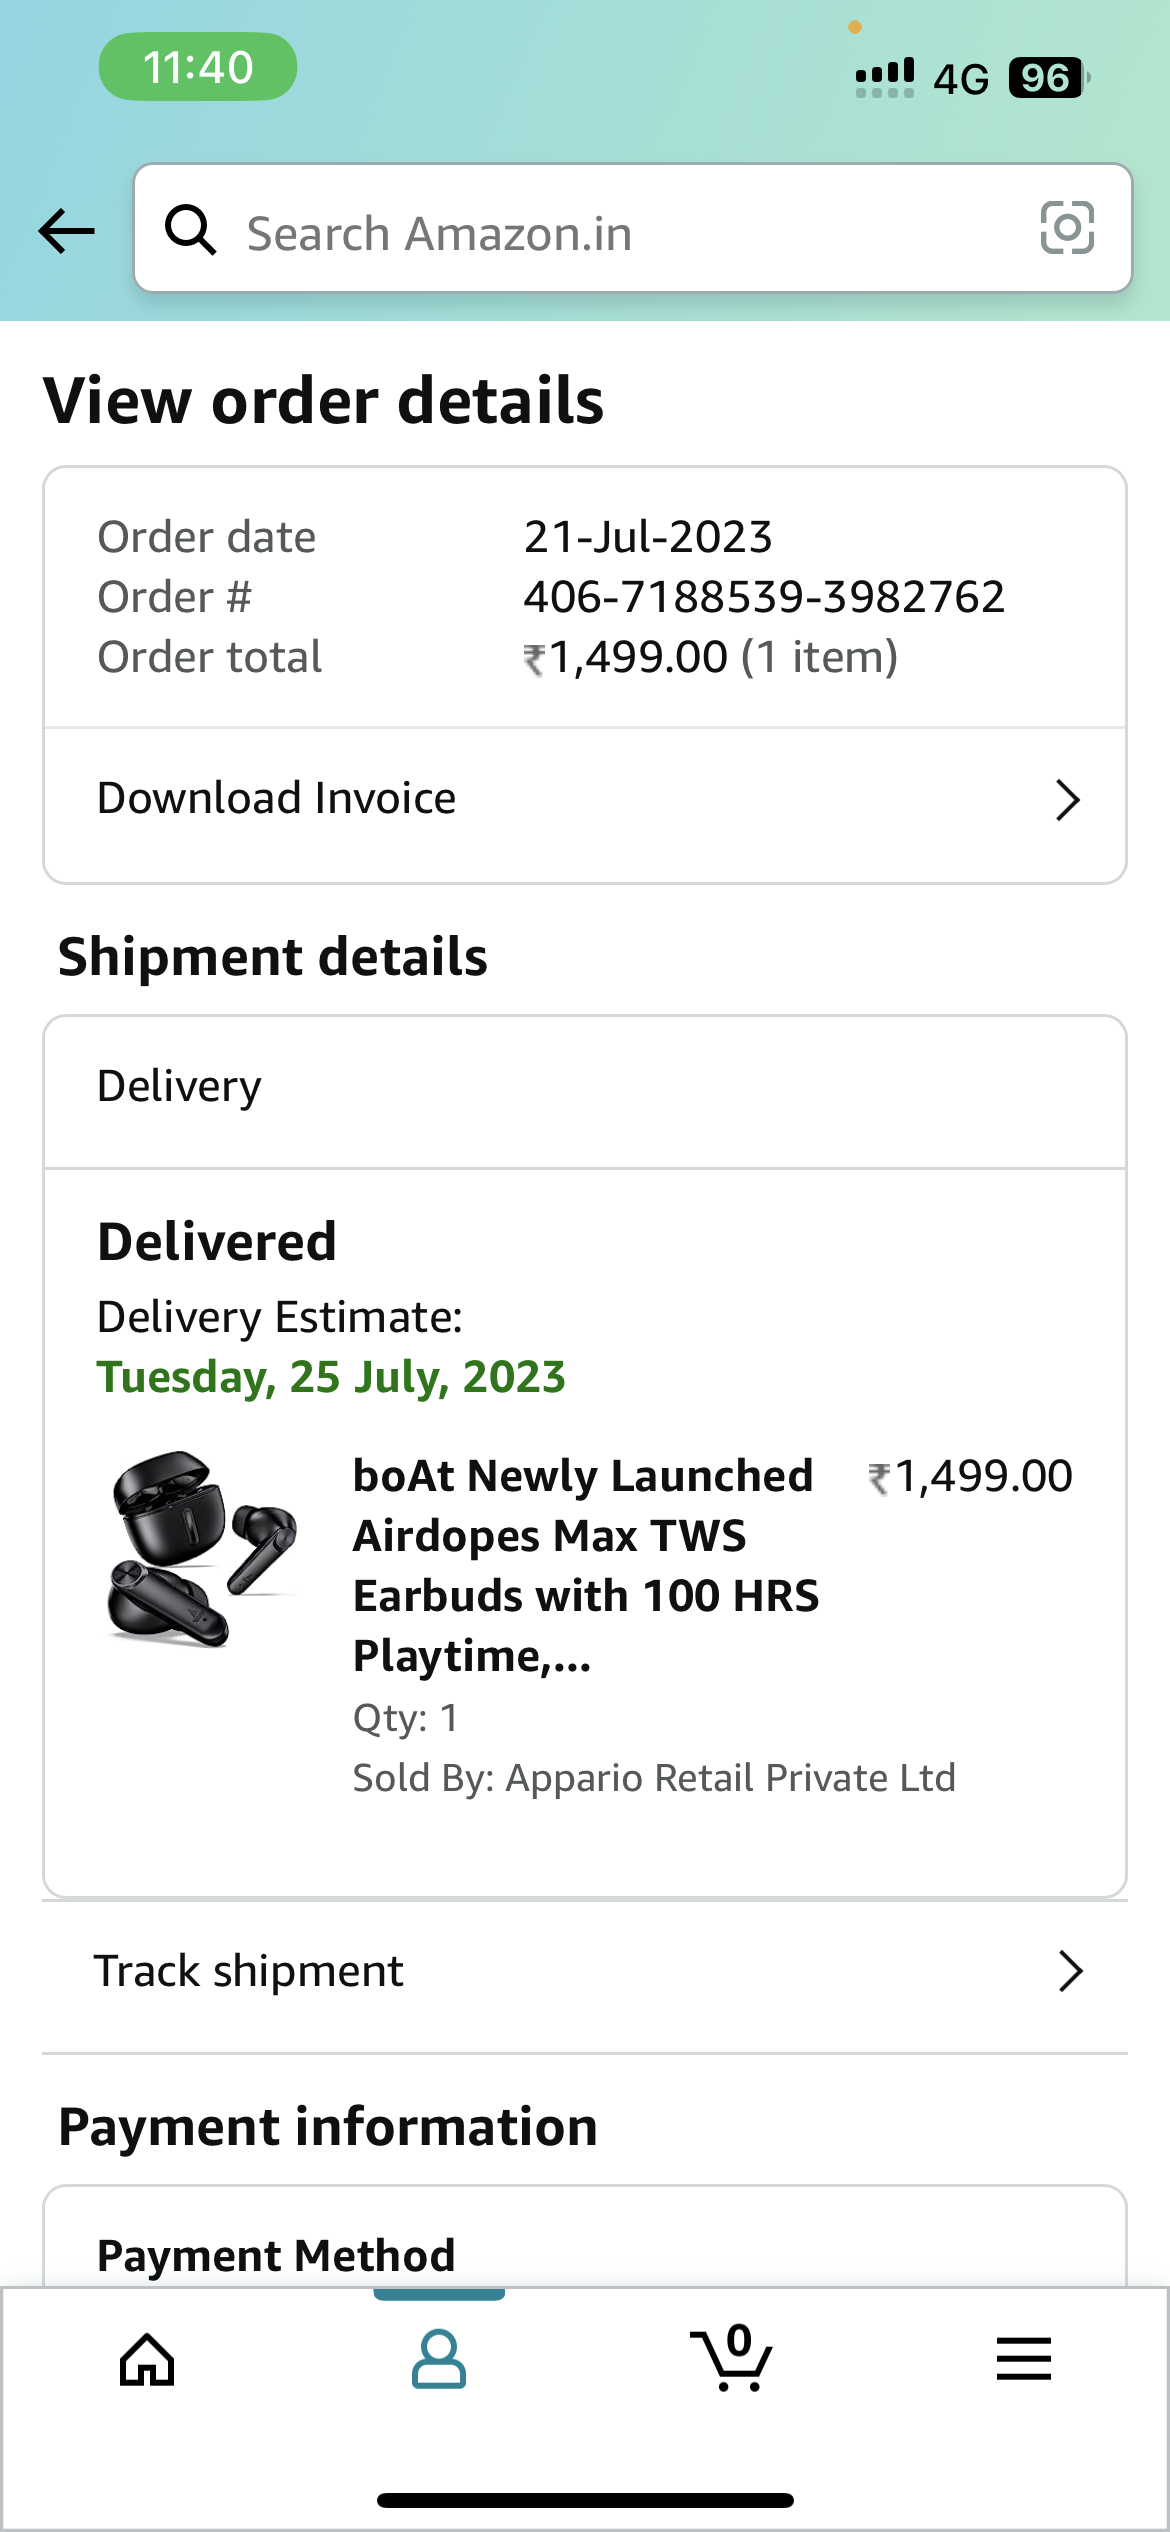 11:40
4G 96
Search Amazon.in
View order details
Order date 21-Jul-2023
Order # 406-7188539-3982762
Order total ₹1,499.00 (1 item)
Download Invoice
Shipment details
Delivery
Delivered
Delivery Estimate:
Tuesday, 25 July, 2023
boAt Newly Launched ₹1,499.00
Airdopes Max TWS
Earbuds with 100 HRS
Playtime,...
Qty: 1
Sold By: Appario Retail Private Ltd
Track shipment
Payment information
Payment Method
0